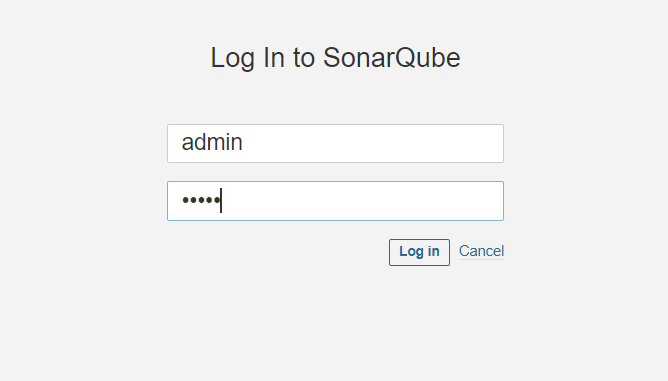 Log In to SonarQube
admin
•••••
Log in Cancel